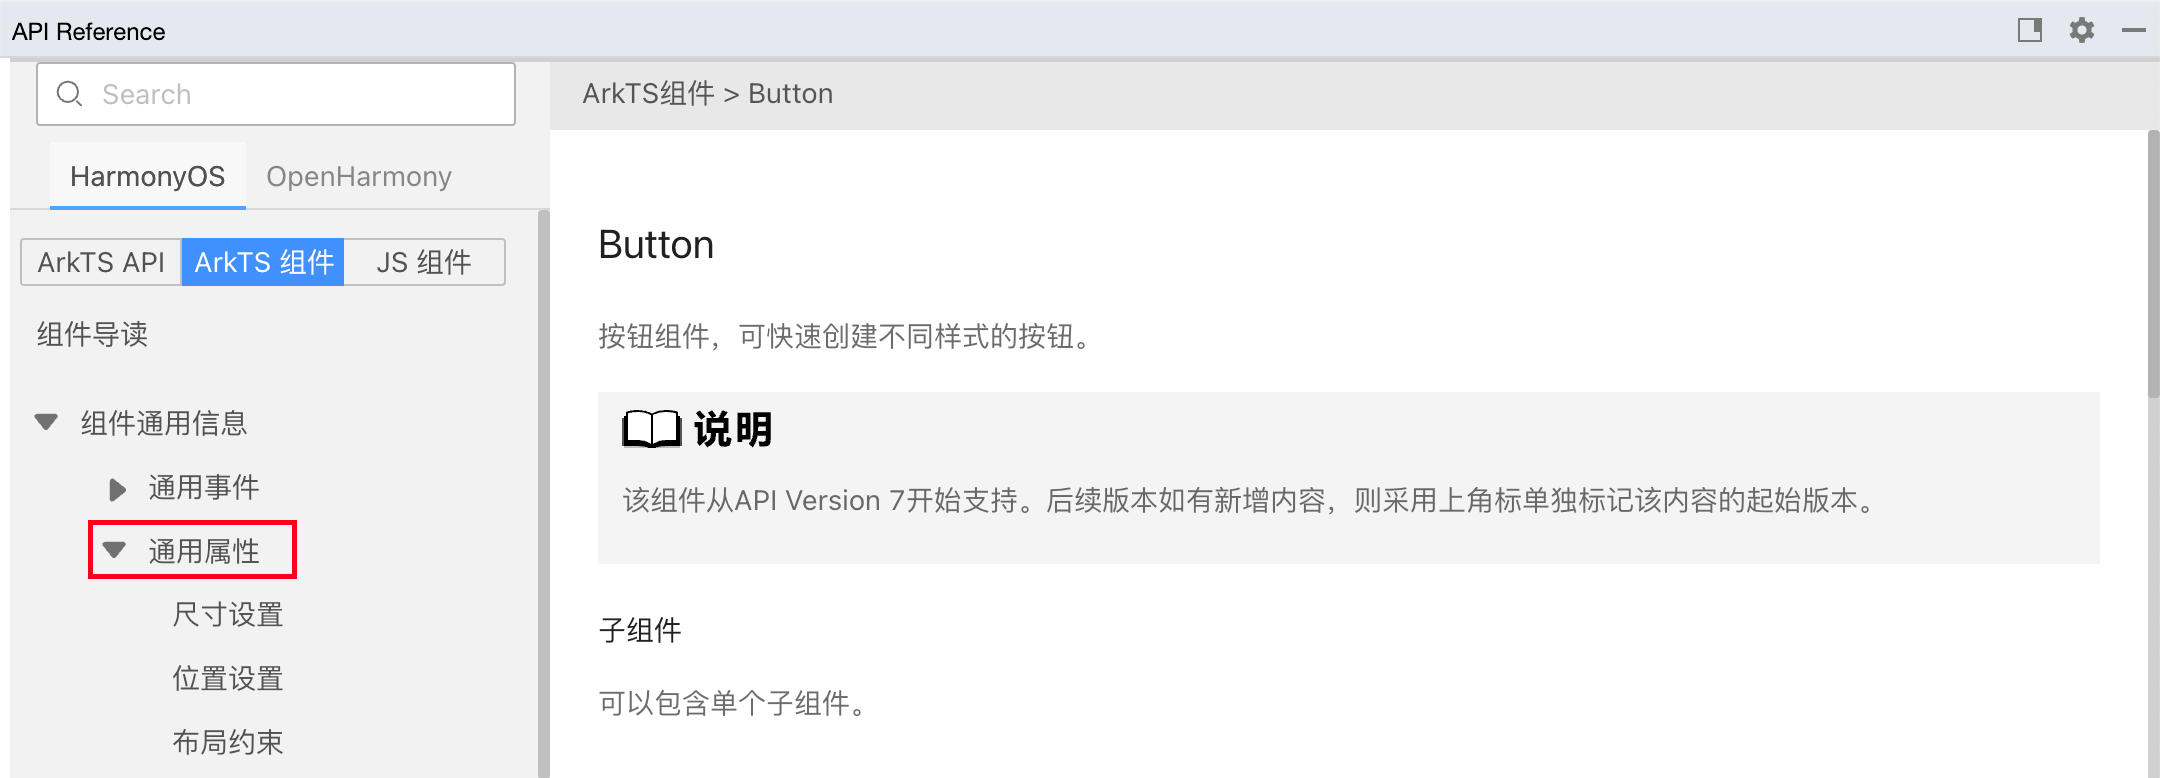 API Reference
Search
HarmonyOS
OpenHarmony
ArkTS API
ArkTS 组件
JS 组件
组件导读
组件通用信息
通用事件
通用属性
尺寸设置
位置设置
布局约束
ArkTS组件 > Button
Button
按钮组件，可快速创建不同样式的按钮。
说明
该组件从API Version 7开始支持。后续版本如有新增内容，则采用上角标单独标记该内容的起始版本。
子组件
可以包含单个子组件。